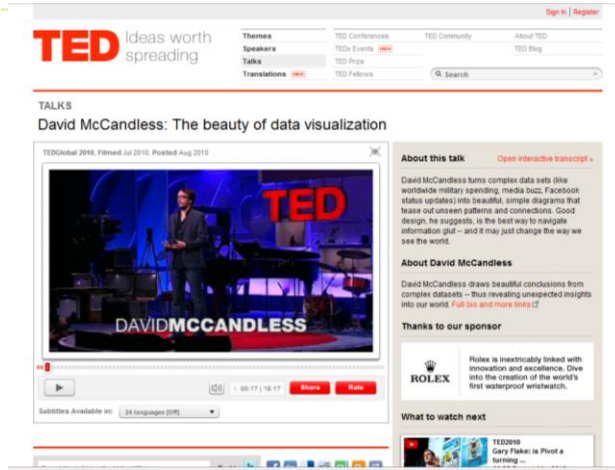 Sign In | Register
TED Ideas worth
spreading
Themes
Speakers
Talks
Translations NEW
TED Conferences
TEDx Events NEW
TED Prize
TED Fellows
TED Community
About TED
TED Blog
Search
TALKS
David McCandless: The beauty of data visualization
TEDGlobal 2010, Filmed Jul 2010; Posted Aug 2010
TED
DAVIDMCCANDLESS
00:17 | 18:17
Share
Rate
Subtitles Available in:
34 languages [Off]
About this talk
Open interactive transcript »
David McCandless turns complex data sets (like
worldwide military spending, media buzz, Facebook
status updates) into beautiful, simple diagrams that
tease out unseen patterns and connections. Good
design, he suggests, is the best way to navigate
information glut -- and it may just change the way we
see the world.
About David McCandless
David McCandless draws beautiful conclusions from
complex datasets -- thus revealing unexpected insights
into our world. Full bio and more links
Thanks to our sponsor
ROLEX
Rolex is inextricably linked with
innovation and excellence. Dive
into the creation of the world's
first waterproof wristwatch.
What to watch next
TED2010
Gary Flake: is Pivot a
turning ...